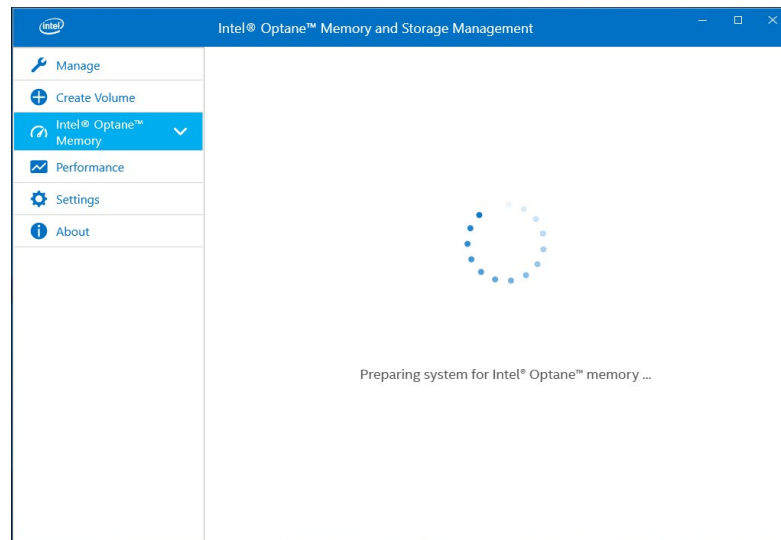 intel
Intel® Optane™ Memory and Storage Management
Manage
Create Volume
Intel® Optane™
Memory
Performance
Settings
About
Preparing system for Intel® Optane™ memory ...